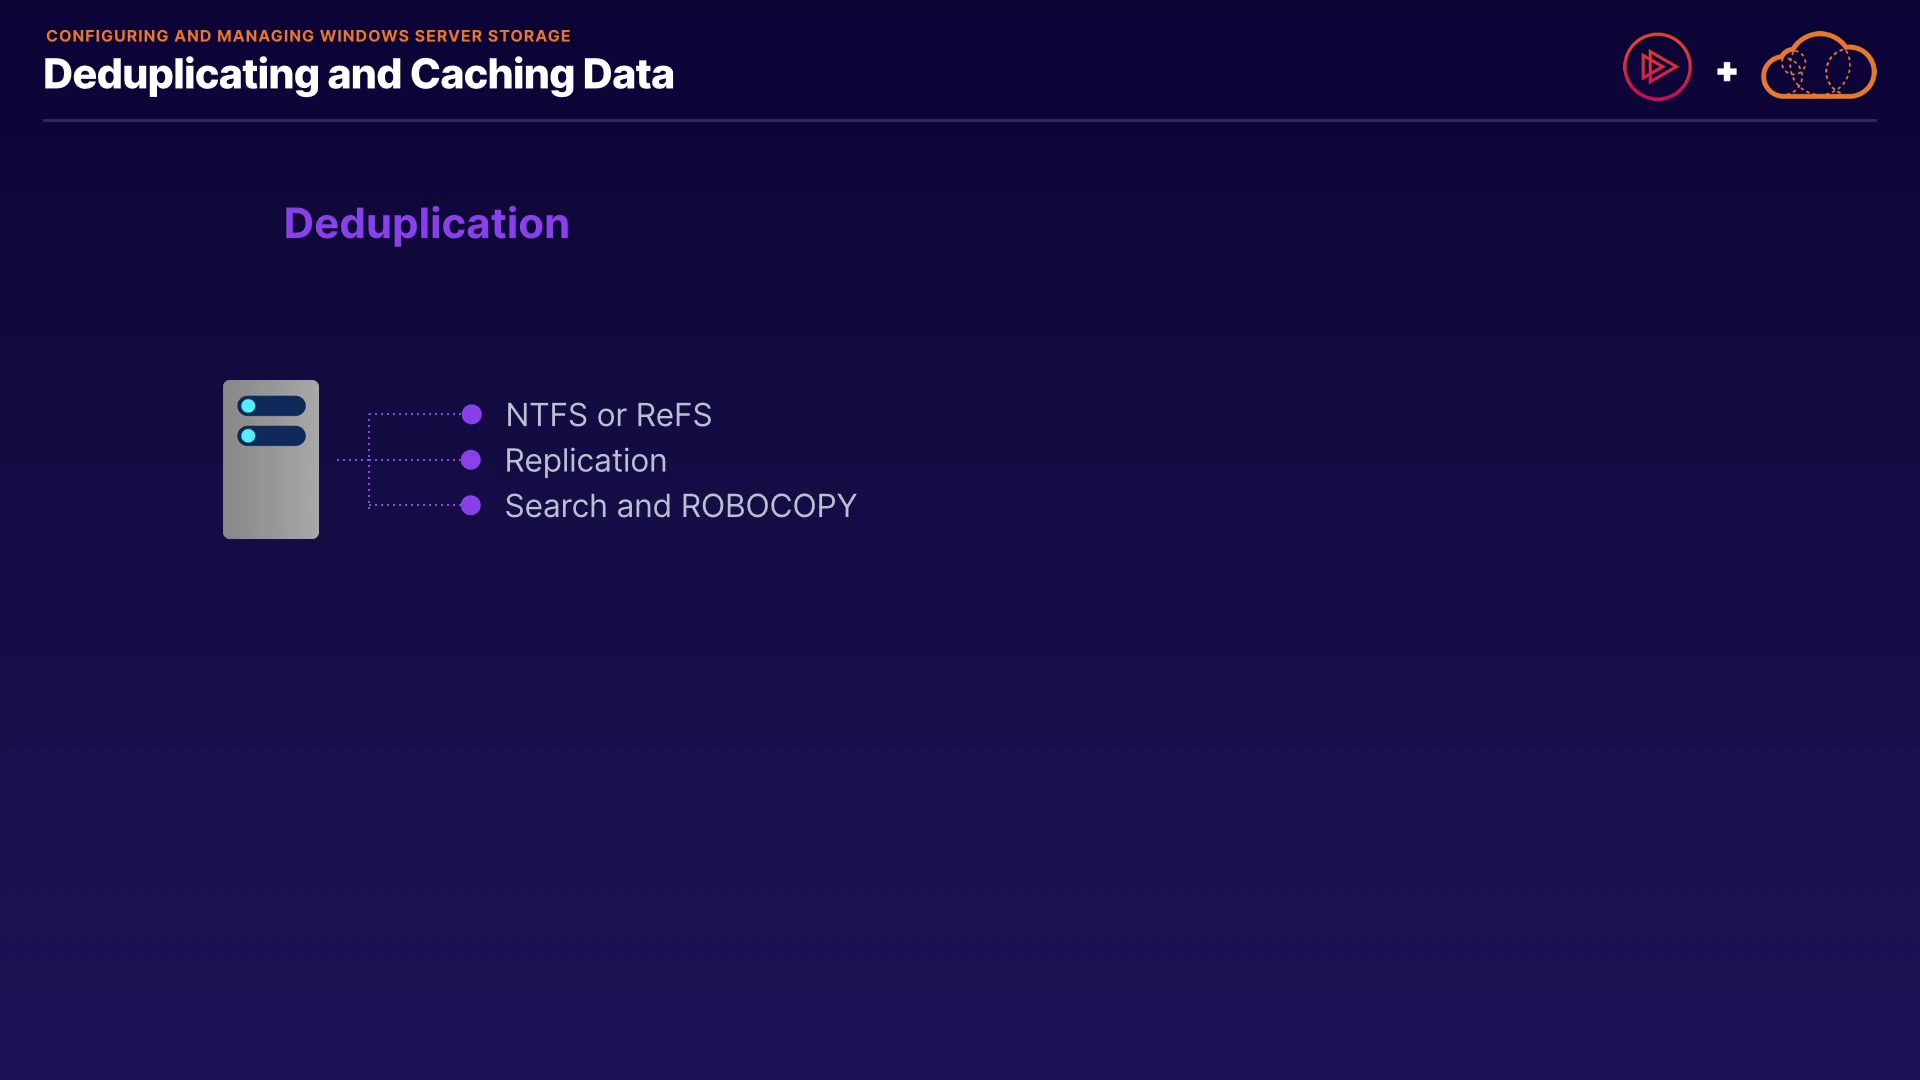 CONFIGURING AND MANAGING WINDOWS SERVER STORAGE
Deduplicating and Caching Data
Deduplication
NTFS or ReFS
Replication
Search and ROBOCOPY